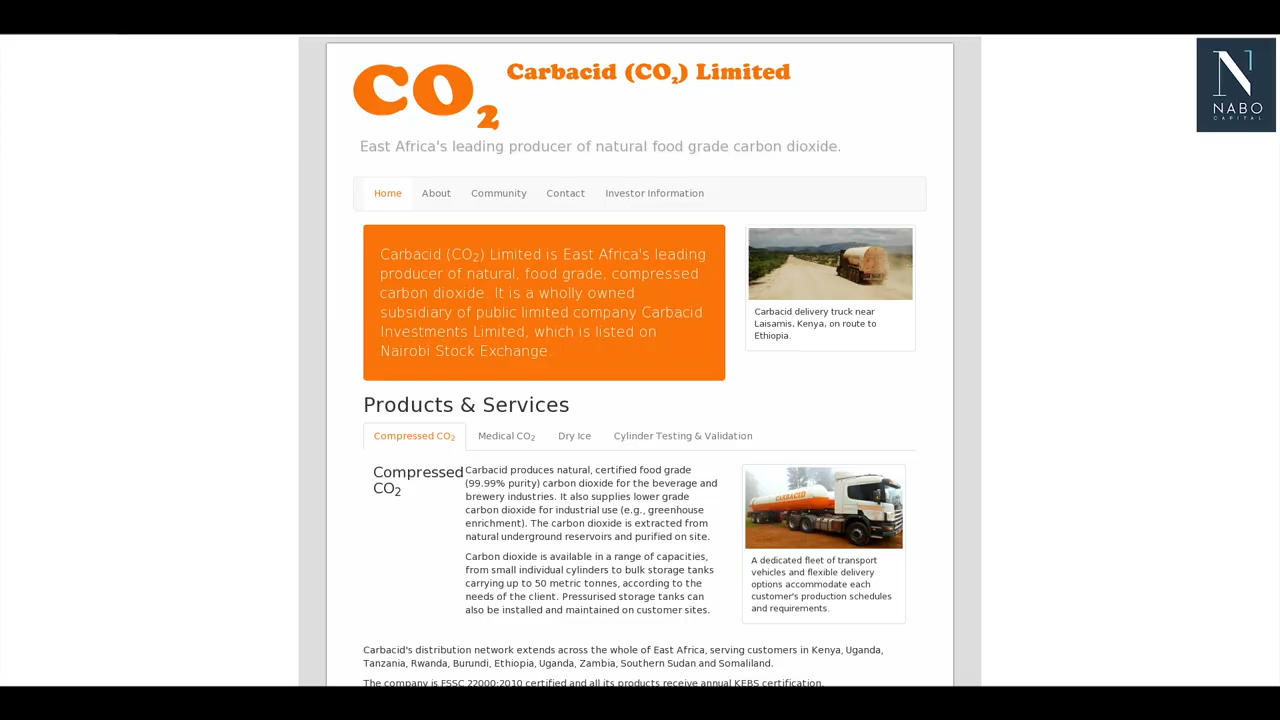 CO2
Carbacid (CO2) Limited
East Africa's leading producer of natural food grade carbon dioxide.
NABO
CAPITAL
Home About Community Contact Investor Information
Carbacid (CO2) Limited is East Africa's leading
producer of natural, food grade, compressed
carbon dioxide. It is a wholly owned
subsidiary of public limited company Carbacid
Investments Limited, which is listed on
Nairobi Stock Exchange.
Carbacid delivery truck near
Laisamis, Kenya, on route to
Ethiopia.
Products & Services
Compressed CO2 Medical CO2 Dry Ice Cylinder Testing & Validation
Compressed
CO2
Carbacid produces natural, certified food grade
(99.99% purity) carbon dioxide for the beverage and
brewery industries. It also supplies lower grade
carbon dioxide for industrial use (e.g., greenhouse
enrichment). The carbon dioxide is extracted from
natural underground reservoirs and purified on site.
Carbon dioxide is available in a range of capacities,
from small individual cylinders to bulk storage tanks
carrying up to 50 metric tonnes, according to the
needs of the client. Pressurised storage tanks can
also be installed and maintained on customer sites.
CARBACID
A dedicated fleet of transport
vehicles and flexible delivery
options accommodate each
customer's production schedules
and requirements.
Carbacid's distribution network extends across the whole of East Africa, serving customers in Kenya, Uganda,
Tanzania, Rwanda, Burundi, Ethiopia, Uganda, Zambia, Southern Sudan and Somaliland.
The company is FSSC 22000:2010 certified and all its products receive annual KEBS certification.